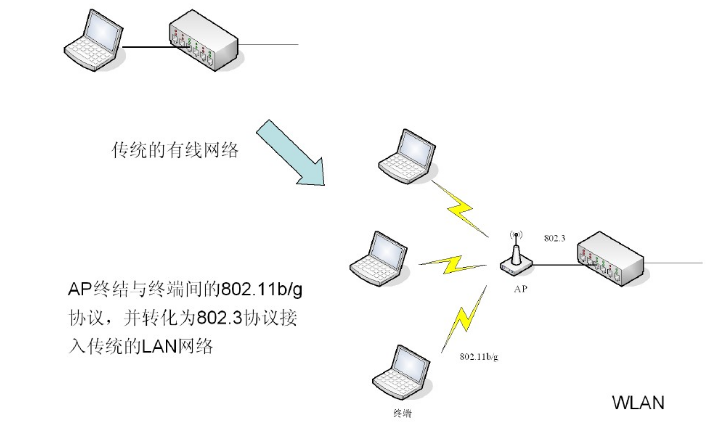 传统的有线网络
802.3
AP
AP终结与终端间的802.11b/g
协议，并转化为802.3协议接
入传统的LAN网络
802.11b/g
终端
WLAN